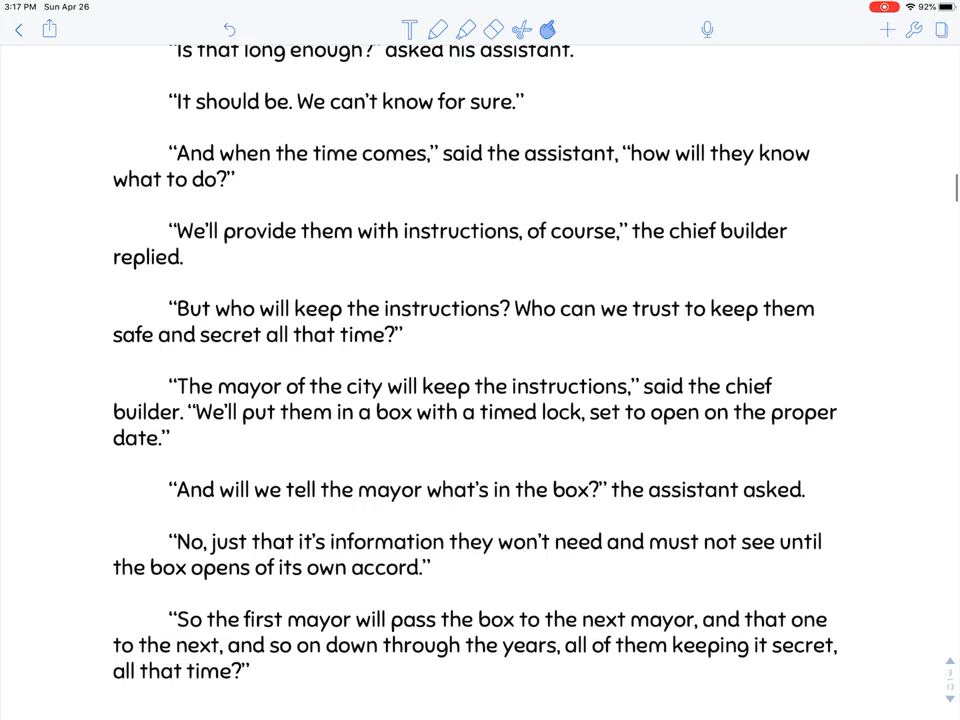 3:17 PM Sun Apr 26
92%
T
"Is that long enough?" asked his assistant.
"It should be. We can't know for sure."
"And when the time comes," said the assistant, "how will they know
what to do?"
"We'll provide them with instructions, of course," the chief builder
replied.
"But who will keep the instructions? Who can we trust to keep them
safe and secret all that time?"
"The mayor of the city will keep the instructions," said the chief
builder. "We'll put them in a box with a timed lock, set to open on the proper
date."
"And will we tell the mayor what's in the box?" the assistant asked.
"No, just that it's information they won't need and must not see until
the box opens of its own accord."
"So the first mayor will pass the box to the next mayor, and that one
to the next, and so on down through the years, all of them keeping it secret,
all that time?"
3
13